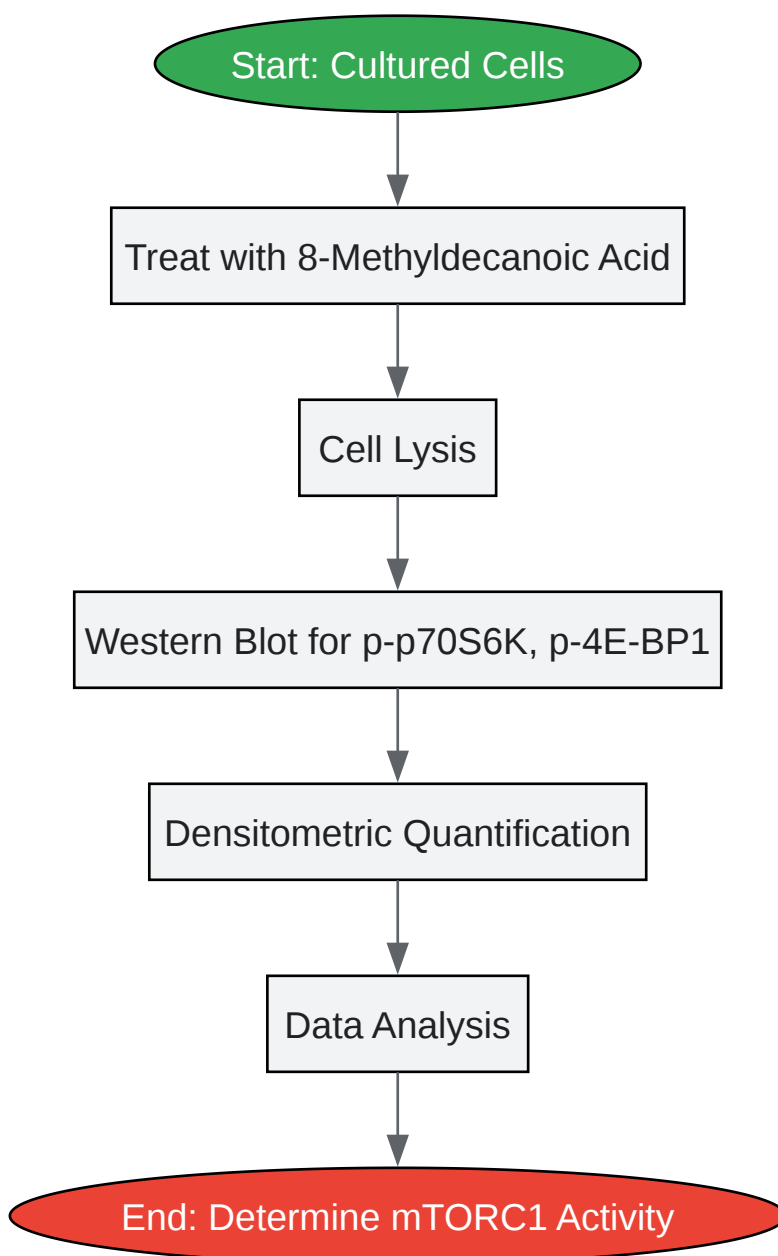 Start: Cultured Cells
Treat with 8-Methyldecanoic Acid
Cell Lysis
Western Blot for p-p70S6K, p-4E-BP1
Densitometric Quantification
Data Analysis
End: Determine mTORC1 Activity